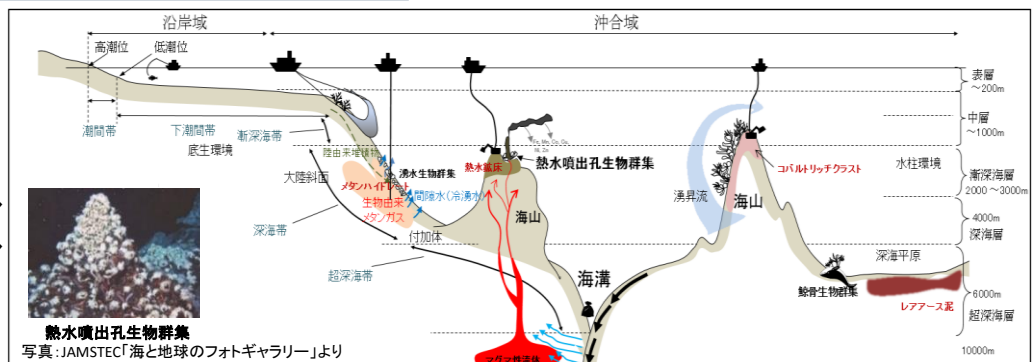 沿岸域
沖合域
高潮位
低潮位
表層
～200m
中層
～1000m
潮間帯
下潮間帯
漸深海帯
底生環境
陸由来堆積物
湧水生物群集
熱水鉱床
熱水噴出孔生物群集
コバルトリッチクラスト
水柱環境
大陸斜面
メタンハイドレート
間隙水(冷湧水)
生物由来
メタンガス
海山
湧昇流
海山
漸深海層
2000 ～3000m
4000m
深海層
深海帯
付加体
深海平原
超深海帯
海溝
鯨骨生物群集
レアアース泥
6000m
超深海層
10000m
熱水噴出孔生物群集
写真：JAMSTEC「海と地球のフォトギャラリー」より